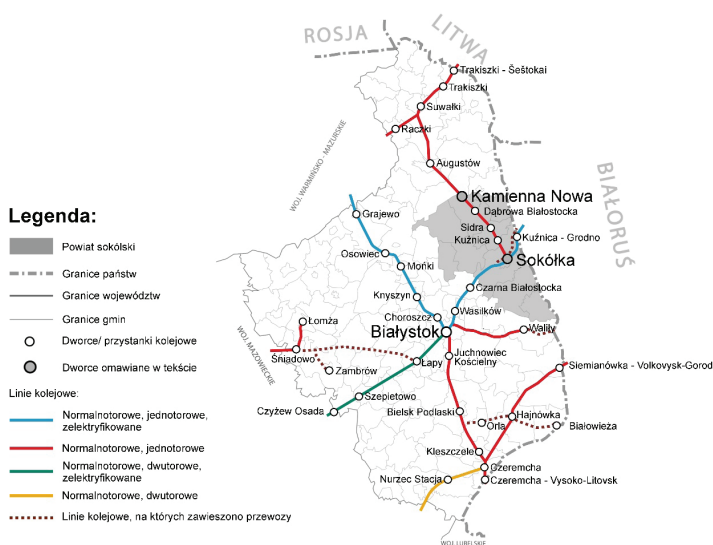 ROSJA
LITWA
BIAŁORUŚ
WOJ. WARMIŃSKO - MAZURSKIE
WOJ. MAZOWIECKIE
WOJ. LUBELSKIE
Trakiszki - Šeštokai
Trakiszki
Suwałki
Raczki
Augustów
Kamienna Nowa
Dąbrowa Białostocka
Sidra
Kuźnica
Kuźnica - Grodno
Sokółka
Grajewo
Osowiec
Mońki
Knyszyn
Czarna Białostocka
Choroszcz
Wasilków
Białystok
Waliły
Łomża
Śniadowo
Zambrów
Łapy
Juchnowiec
Kościelny
Siemianówka - Volkovysk-Gorod
Szepietowo
Czyżew Osada
Bielsk Podlaski
Hajnówka
Orla
Białowieża
Kleszczele
Czeremcha
Nurzec Stacja
Czeremcha - Vysoko-Litovsk
Legenda:
Powiat sokólski
Granice państw
Granice województw
Granice gmin
Dworce/ przystanki kolejowe
Dworce omawiane w tekście
Linie kolejowe:
Normalnotorowe, jednotorowe,
zelektryfikowane
Normalnotorowe, jednotorowe
Normalnotorowe, dwutorowe,
zelektryfikowane
Normalnotorowe, dwutorowe
Linie kolejowe, na których zawieszono przewozy